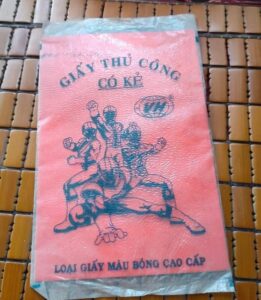 GIẤY THỦ CÔNG
CÓ KẺ
VH
LOẠI GIẤY MÀU BÓNG CAO CẤP